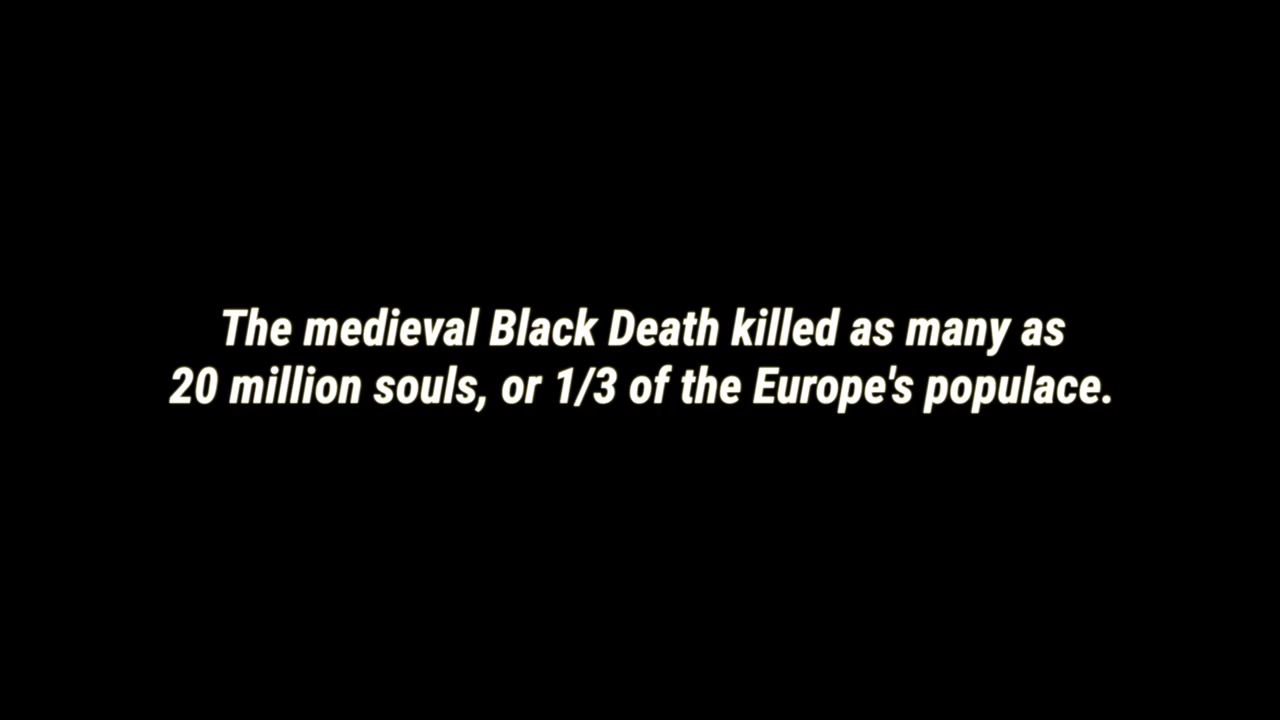 The medieval Black Death killed as many as
20 million souls, or 1/3 of the Europe's populace.